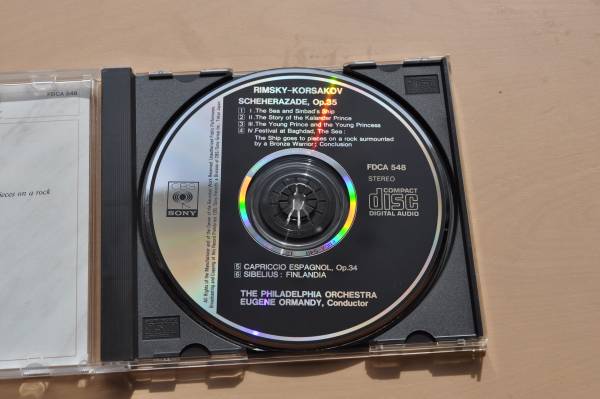 FDCA 548
ieces on a rock
RIMSKY-KORSAKOV
SCHEHERAZADE, Op.35
1 I. The Sea and Sinbad's Ship
2 II. The Story of the Kalander Prince
3 III. The Young Prince and the Young Princess
4 IV. Festival at Baghdad, The Sea :
The Ship goes to pieces on a rock surmounted
by a Bronze Warrior : Conclusion
FDCA 548
STEREO
CBS
SONY
COMPACT
disc
DIGITAL AUDIO
5 CAPRICCIO ESPAGNOL, Op.34
6 SIBELIUS : FINLANDIA
THE PHILADELPHIA ORCHESTRA
EUGENE ORMANDY, Conductor